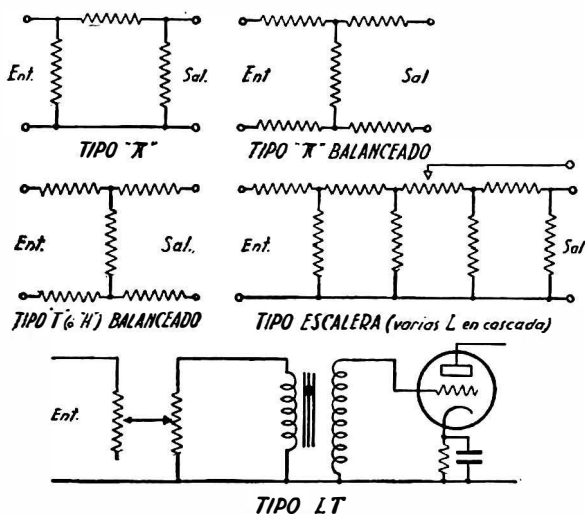 Ent. Sal.
TIPO "π"
Ent Sal
TIPO "π" BALANCEADO
Ent. Sal.
TIPO "T" (ó "H") BALANCEADO
Ent. Sal
TIPO ESCALERA (varias L en cascada)
Ent.
TIPO LT